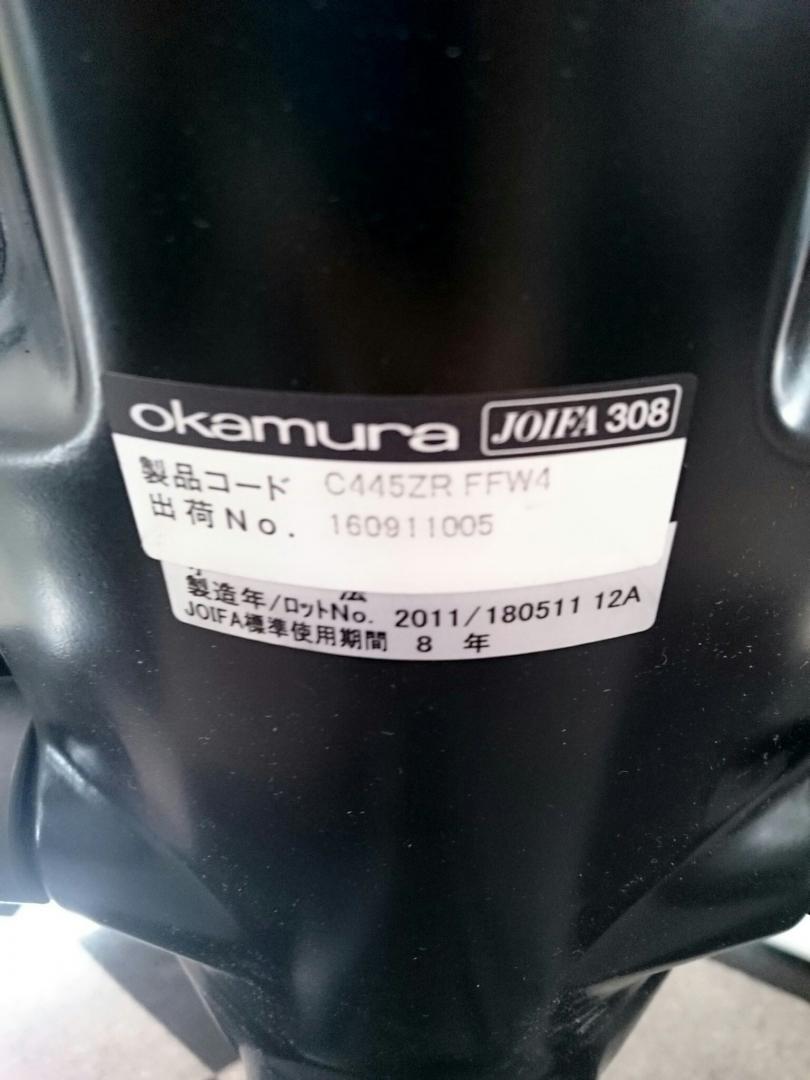 okamura JOIFA 308
製品コード C445ZR FFW4
出荷No. 160911005
製造年/ロットNo. 2011/180511 12A
JOIFA標準使用期間 8 年